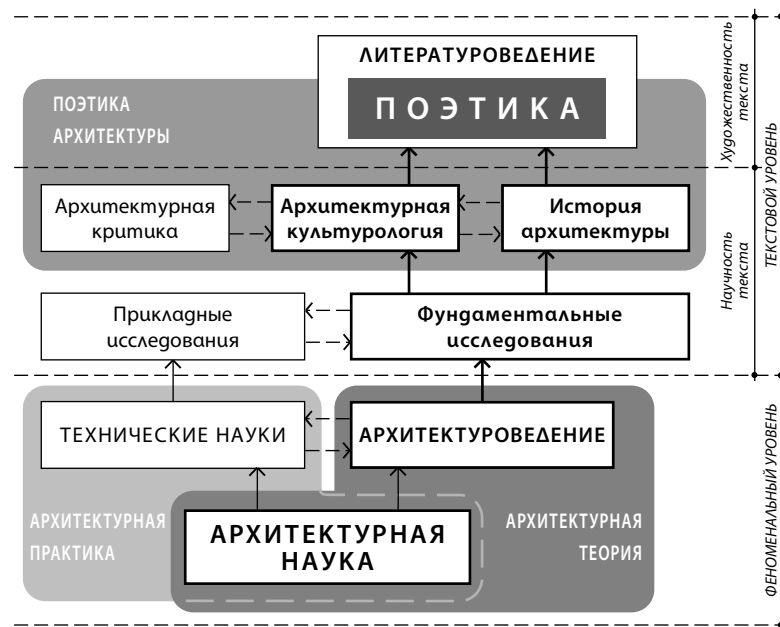 ЛИТЕРАТУРОВЕДЕНИЕ
ПОЭТИКА
ПОЭТИКА
АРХИТЕКТУРЫ
Художественность
текста
Архитектурная
критика
Архитектурная
культурология
История
архитектуры
Научность
текста
ТЕКСТОВОЙ УРОВЕНЬ
Прикладные
исследования
Фундаментальные
исследования
ТЕХНИЧЕСКИЕ НАУКИ
АРХИТЕКТУРОВЕДЕНИЕ
АРХИТЕКТУРНАЯ
ПРАКТИКА
АРХИТЕКТУРНАЯ
НАУКА
АРХИТЕКТУРНАЯ
ТЕОРИЯ
ФЕНОМЕНАЛЬНЫЙ УРОВЕНЬ